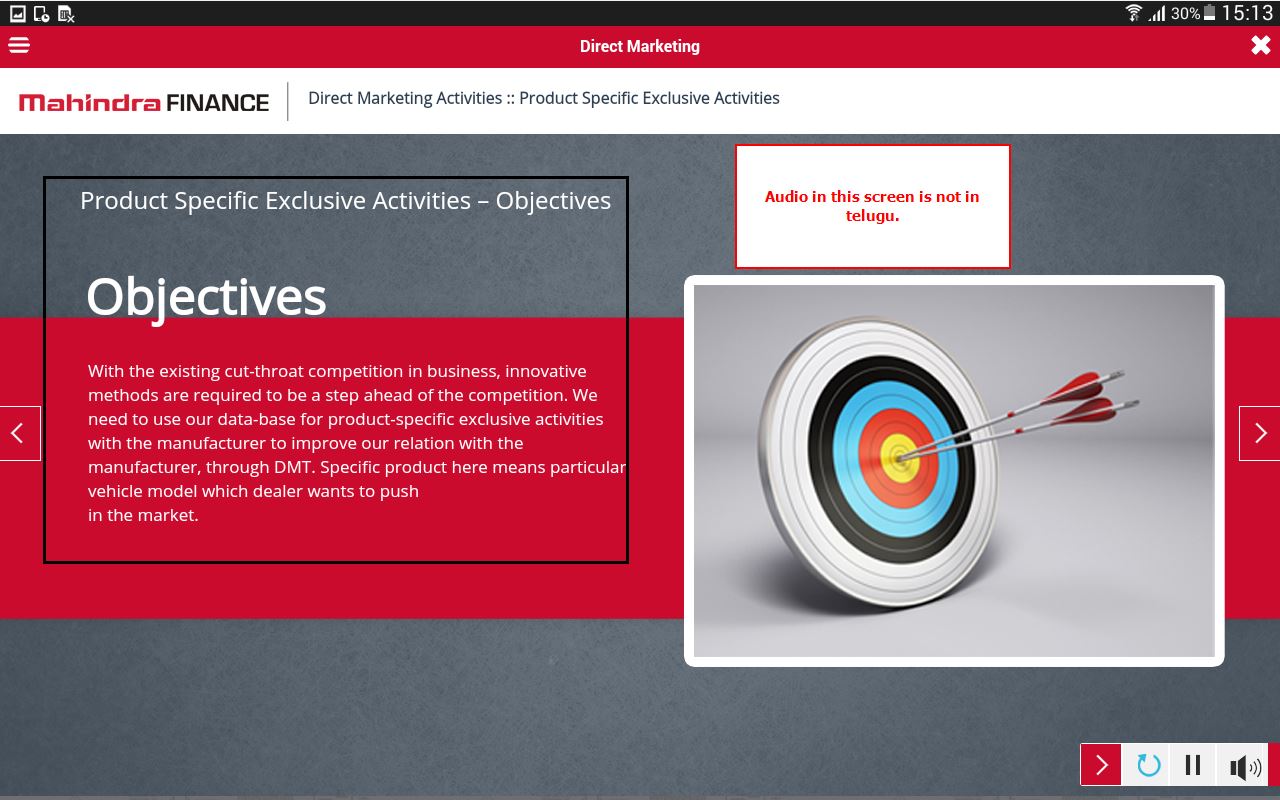 30% 15:13
Direct Marketing
Mahindra FINANCE
Direct Marketing Activities :: Product Specific Exclusive Activities
Product Specific Exclusive Activities – Objectives
Audio in this screen is not in
telugu.
Objectives
With the existing cut-throat competition in business, innovative
methods are required to be a step ahead of the competition. We
need to use our data-base for product-specific exclusive activities
with the manufacturer to improve our relation with the
manufacturer, through DMT. Specific product here means particular
vehicle model which dealer wants to push
in the market.